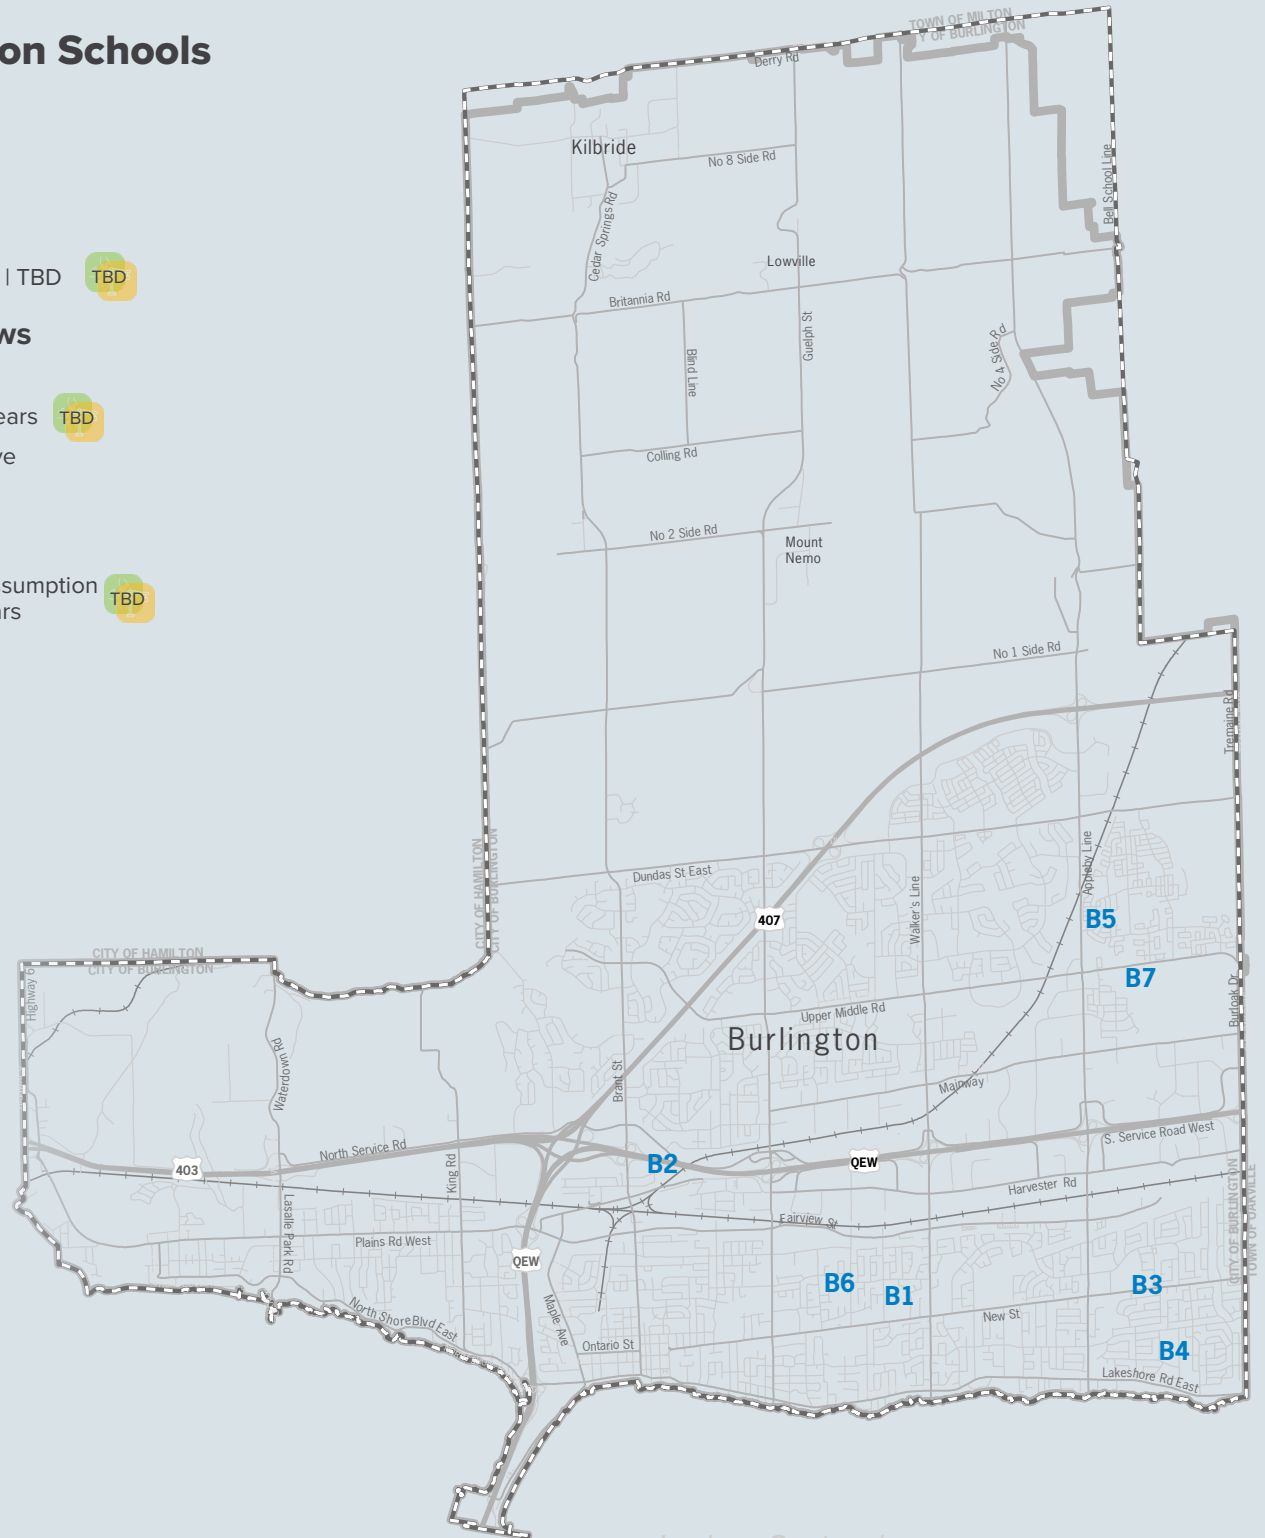 on Schools
| TBD TBD
ws
ears TBD
ve
sumption
rs TBD
TOWN OF MILTON
Y OF BURLINGTON
Derry Rd
Kilbride
No 8 Side Rd
Bell School Line
Cedar Springs Rd
Lowville
Britannia Rd
Guelph St
Blind Line
No 4 Side Rd
Colling Rd
No 2 Side Rd
Mount
Nemo
No 1 Side Rd
Tremaine Rd
CITY OF HAMILTON
CITY OF BURLINGTON
Dundas St East
Appleby Line
Walker's Line
407
B5
CITY OF HAMILTON
CITY OF BURLINGTON
Highway 6
B7
Burloak Dr
Upper Middle Rd
Burlington
Waterdown Rd
Brant St
Mainway
North Service Rd
S. Service Road West
403
King Rd
B2
QEW
Harvester Rd
CITY OF BURLINGTON
TOWN OF OAKVILLE
Lasalle Park Rd
Fairview St
Plains Rd West
QEW
B6
B1
B3
North Shore Blvd East
Maple Ave
New St
Ontario St
B4
Lakeshore Rd East